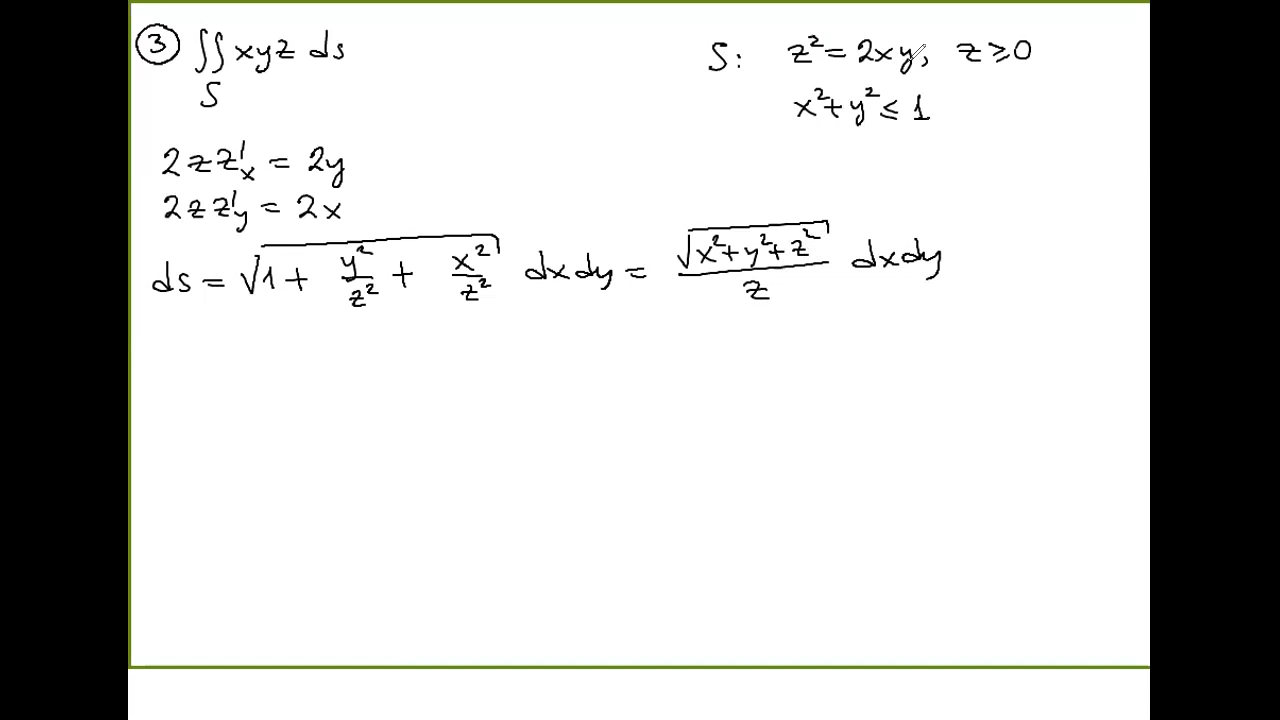 ③ ∬ xyz ds
S
S: z² = 2xy, z ≥ 0
x² + y² ≤ 1
2zz'ₓ = 2y
2zz'ᵧ = 2x
ds = √(1 + y²/z² + x²/z²) dxdy = √(x² + y² + z²)/z dxdy